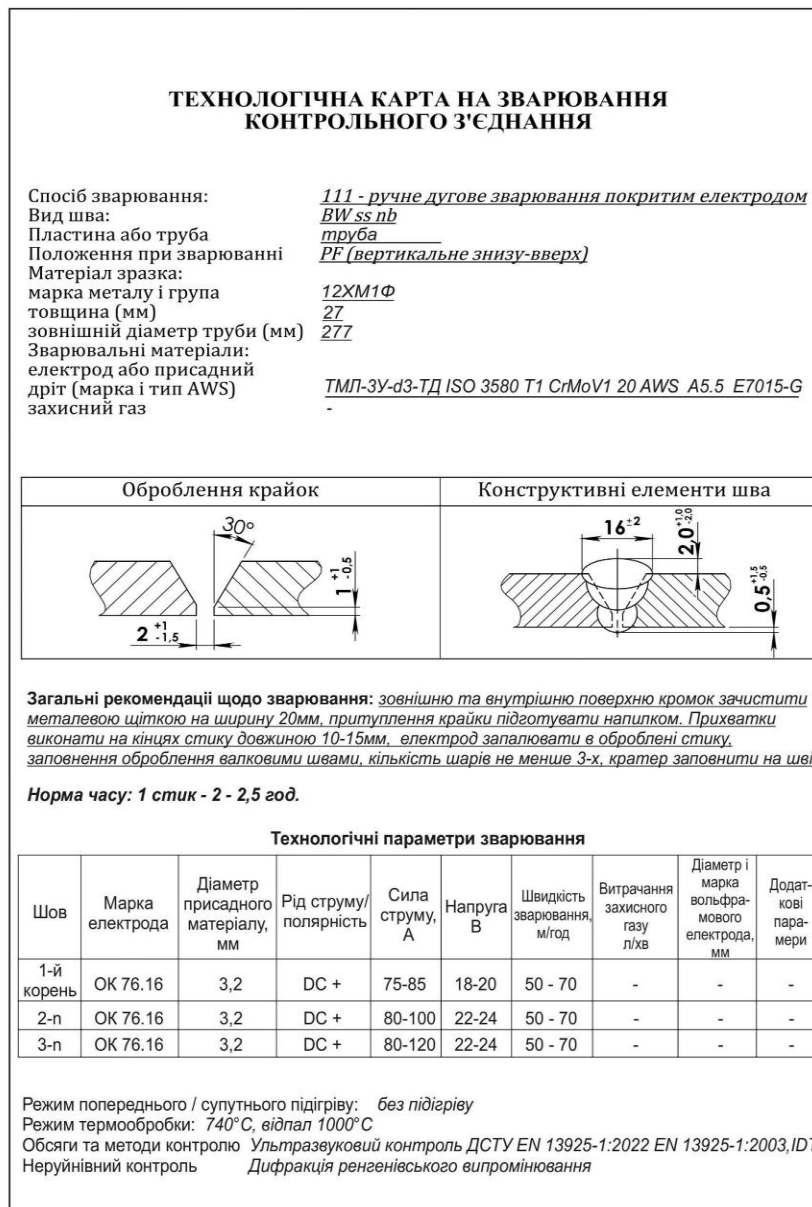 ТЕХНОЛОГІЧНА КАРТА НА ЗВАРЮВАННЯ
КОНТРОЛЬНОГО З'ЄДНАННЯ
Спосіб зварювання: 111 - ручне дугове зварювання покритим електродом
Вид шва: BW ss nb
Пластина або труба труба
Положення при зварюванні PF (вертикальне знизу-вверх)
Матеріал зразка:
марка металу і група 12ХМ1Ф
товщина (мм) 27
зовнішній діаметр труби (мм) 277
Зварювальні матеріали:
електрод або присадний
дріт (марка і тип AWS) ТМЛ-3У-d3-ТД ISO 3580 T1 CrMoV1 20 AWS A5.5 E7015-G
захисний газ -
Оброблення крайок Конструктивні елементи шва
30°
1 +1 -0,5
2 +1 -1,5
16±2
2,0 +1,0 -2,0
0,5 +1,5 -0,5
Загальні рекомендації щодо зварювання: зовнішню та внутрішню поверхню кромок зачистити
металевою щіткою на ширину 20мм, притуплення крайки підготувати напилком. Прихватки
виконати на кінцях стику довжиною 10-15мм, електрод запалювати в оброблені стику,
заповнення оброблення валковими швами, кількість шарів не менше 3-х, кратер заповнити на шві
Норма часу: 1 стик - 2 - 2,5 год.
Технологічні параметри зварювання
Шов Марка електрода Діаметр присадного матеріалу, мм Рід струму/ полярність Сила струму, А Напруга В Швидкість зварювання, м/год Витрачання захисного газу л/хв Діаметр і марка вольфра-мового електрода, мм Додат-кові пара-мери
1-й корень ОК 76.16 3,2 DC + 75-85 18-20 50 - 70 - - -
2-n ОК 76.16 3,2 DC + 80-100 22-24 50 - 70 - - -
3-n ОК 76.16 3,2 DC + 80-120 22-24 50 - 70 - - -
Режим попереднього / супутнього підігріву: без підігріву
Режим термообробки: 740°С, відпал 1000°С
Обсяги та методи контролю Ультразвуковий контроль ДСТУ EN 13925-1:2022 EN 13925-1:2003,IDT
Неруйнівний контроль Дифракція ренгенівського випромінювання